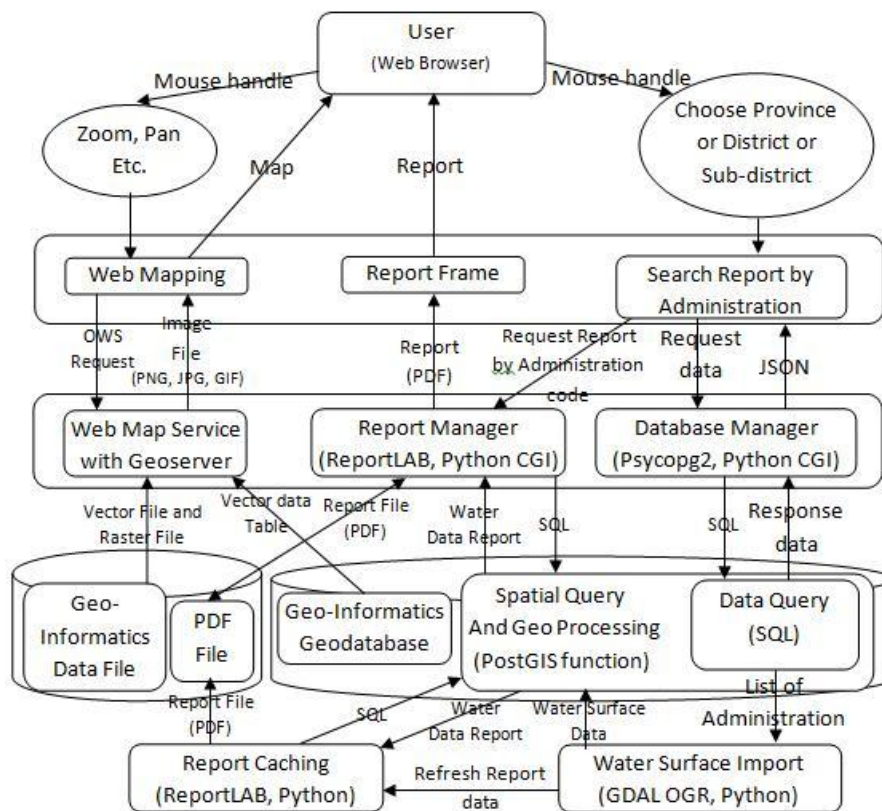 User
(Web Browser)
Mouse handle
Mouse handle
Zoom, Pan
Etc.
Map
Report
Choose Province
or District or
Sub-district
Web Mapping
Report Frame
Search Report by
Administration
OWS
Request
Image
File
(PNG, JPG, GIF)
Report
(PDF)
Request Report
by Administration
code
Request
data
JSON
Web Map Service
with Geoserver
Report Manager
(ReportLAB, Python CGI)
Database Manager
(Psycopg2, Python CGI)
Vector File and
Raster File
Vector data
Table
Report File
(PDF)
Water
Data Report
SQL
SQL
Response
data
Geo-
Informatics
Data File
PDF
File
Geo-Informatics
Geodatabase
Spatial Query
And Geo Processing
(PostGIS function)
Data Query
(SQL)
Report File
(PDF)
SQL
Water
Data Report
Water Surface
Data
List of
Administration
Report Caching
(ReportLAB, Python)
Refresh Report
data
Water Surface Import
(GDAL OGR, Python)